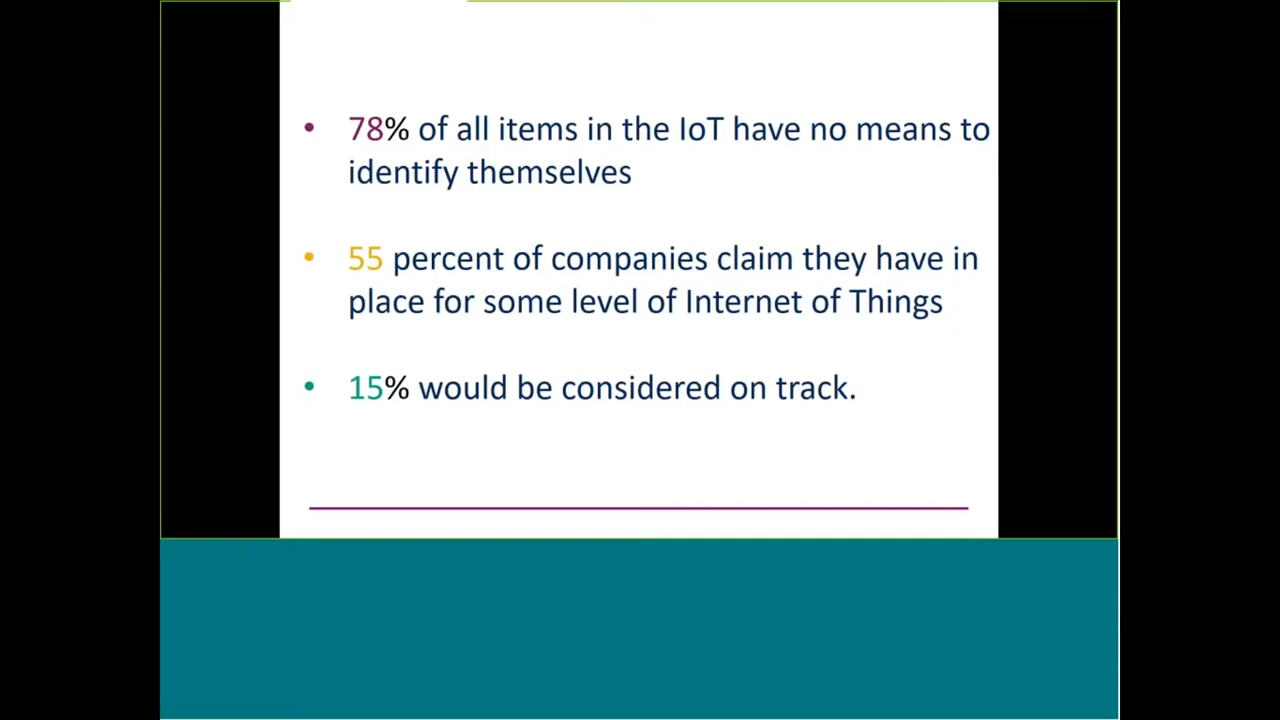 • 78% of all items in the IoT have no means to
identify themselves
• 55 percent of companies claim they have in
place for some level of Internet of Things
• 15% would be considered on track.